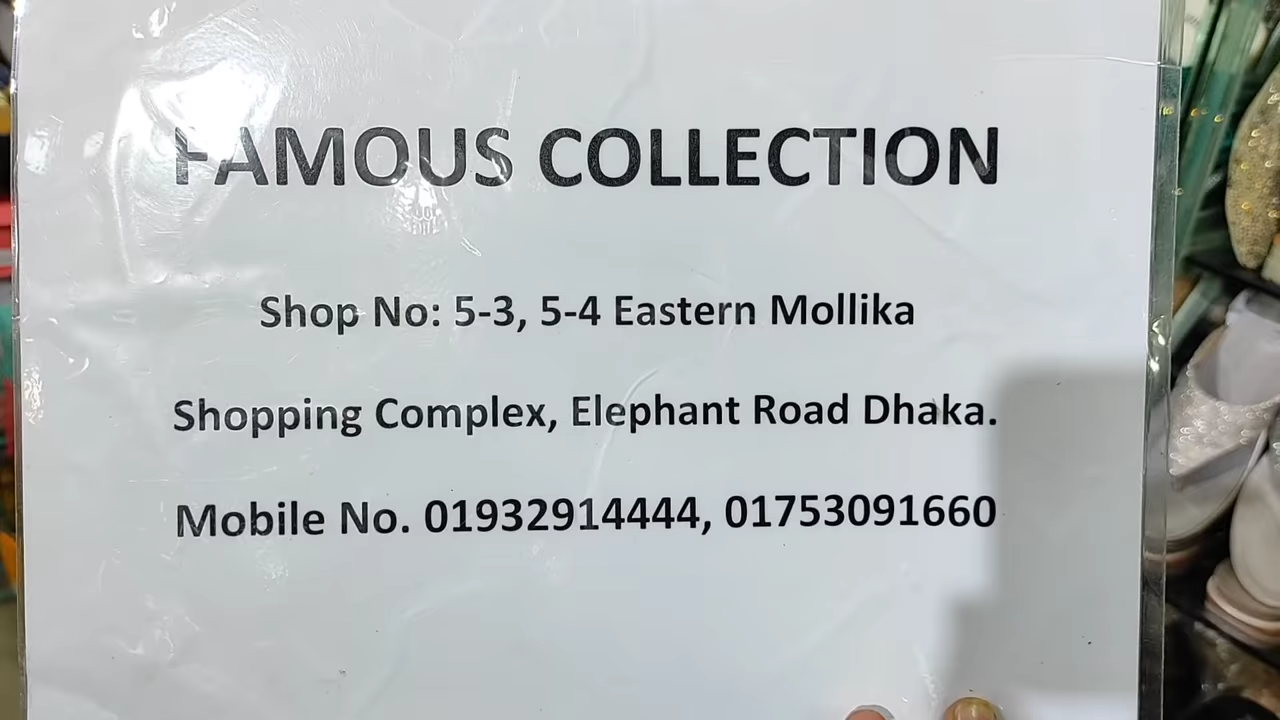 FAMOUS COLLECTION
Shop No: 5-3, 5-4 Eastern Mollika
Shopping Complex, Elephant Road Dhaka.
Mobile No. 01932914444, 01753091660